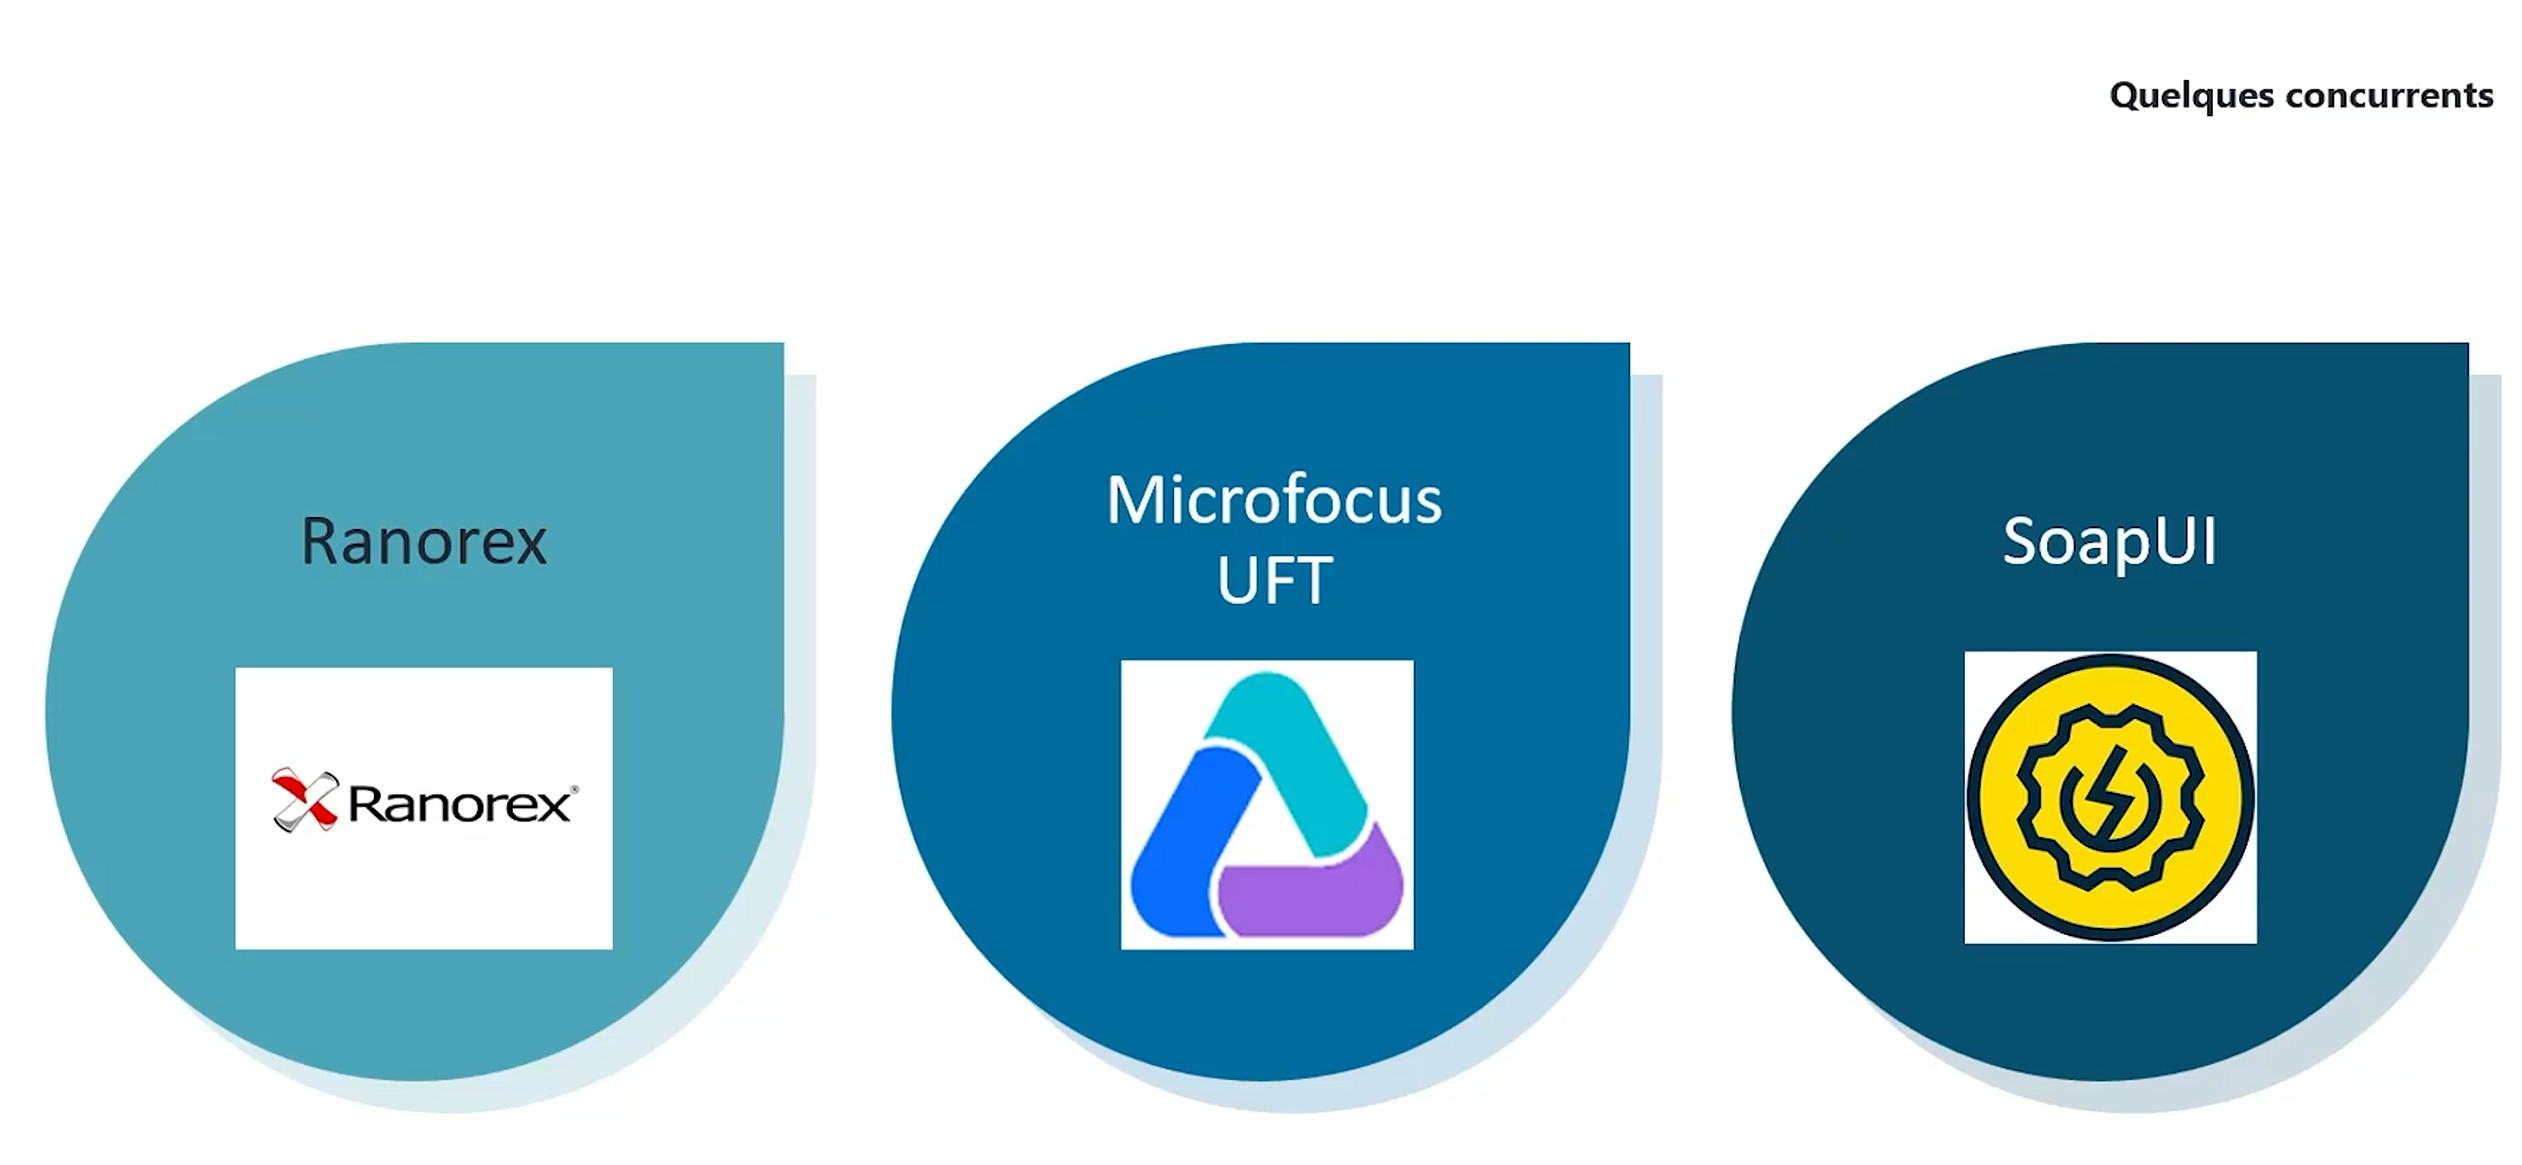 Quelques concurrents
Ranorex
Ranorex®
Microfocus
UFT
SoapUI